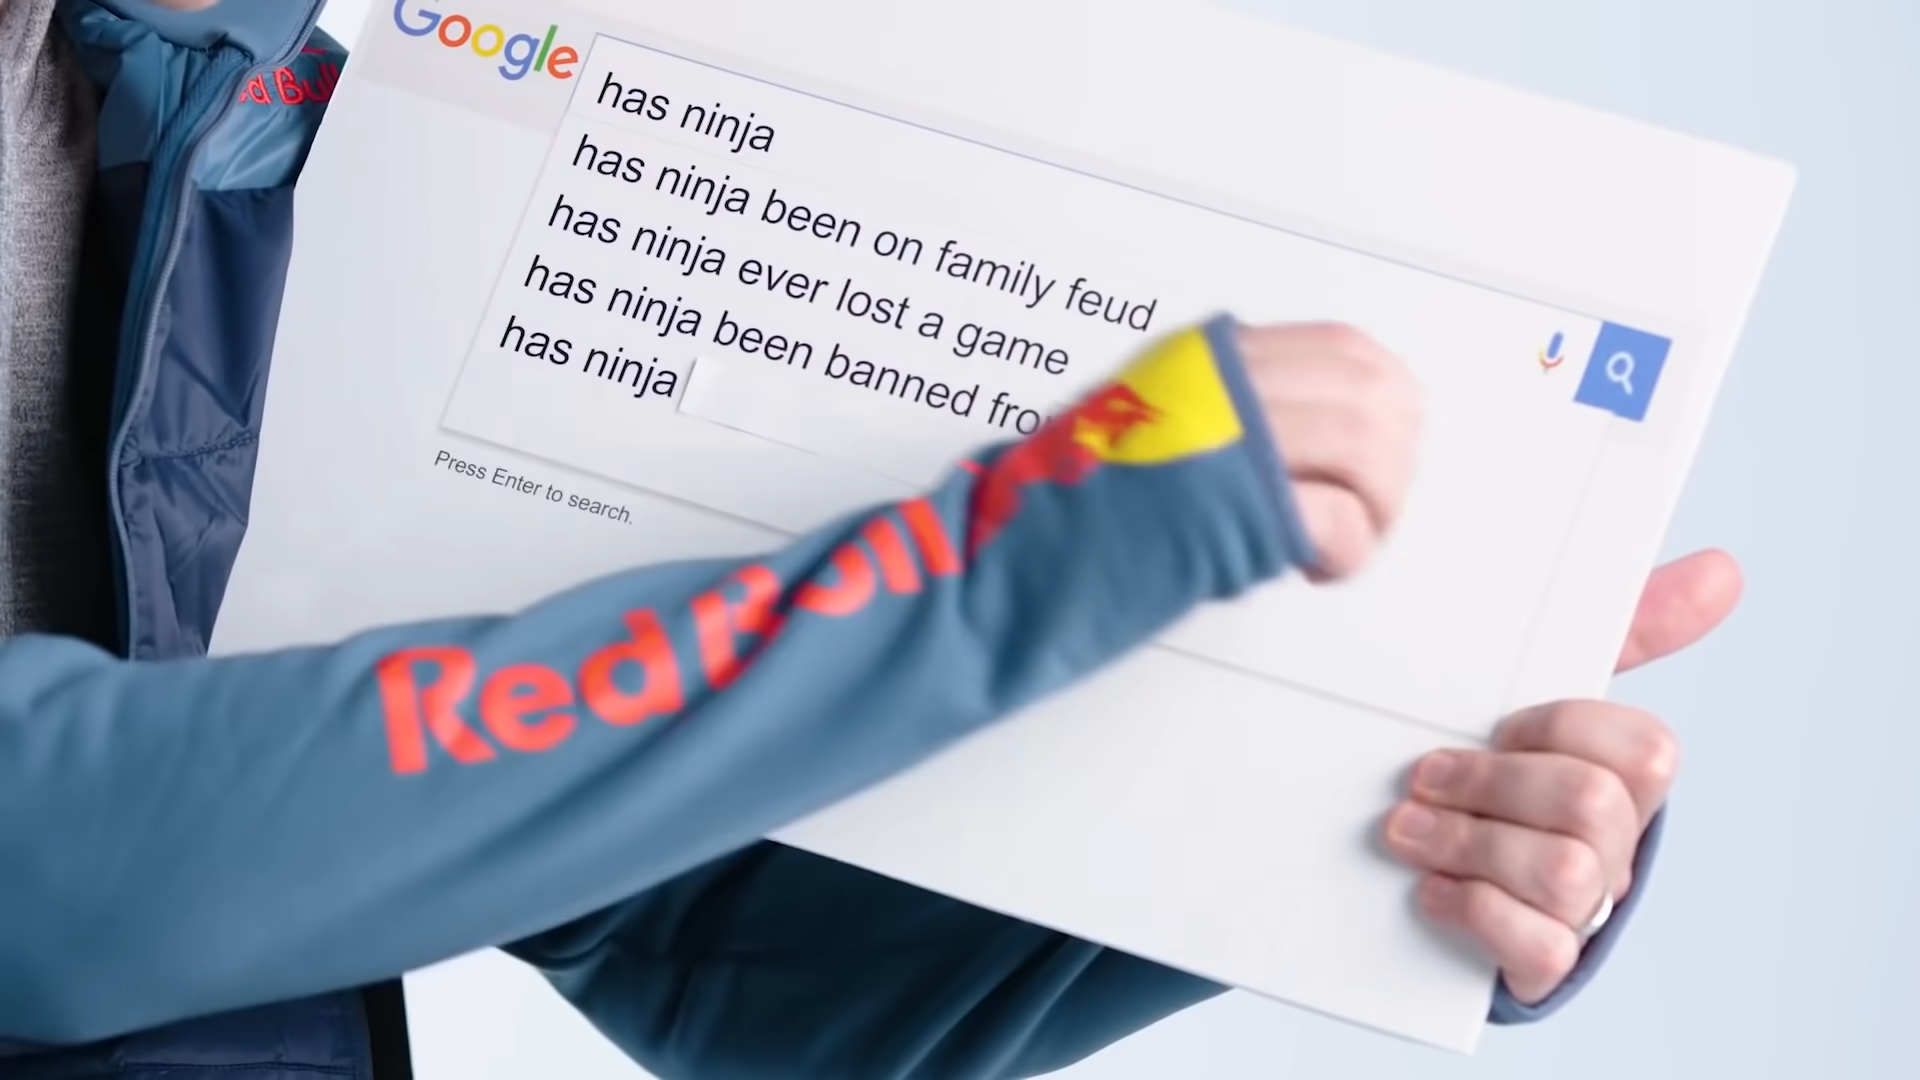 Google
has ninja
has ninja been on family feud
has ninja ever lost a game
has ninja been banned
has ninja
Press Enter to search.
Red Bull
Red Bull